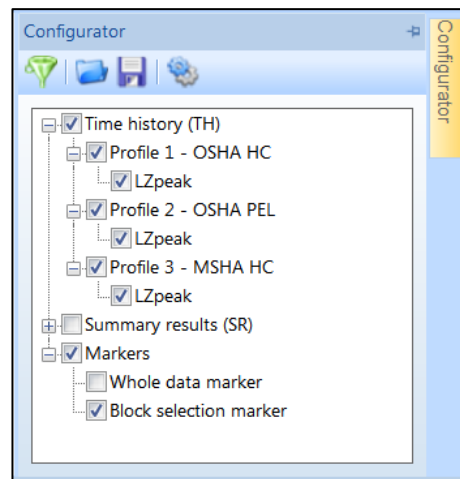 Configurator
Configurator
Time history (TH)
Profile 1 - OSHA HC
LZpeak
Profile 2 - OSHA PEL
LZpeak
Profile 3 - MSHA HC
LZpeak
Summary results (SR)
Markers
Whole data marker
Block selection marker